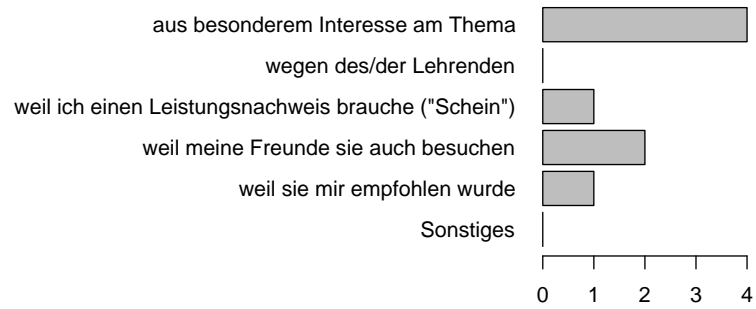 aus besonderem Interesse am Thema
wegen des/der Lehrenden
weil ich einen Leistungsnachweis brauche ("Schein")
weil meine Freunde sie auch besuchen
weil sie mir empfohlen wurde
Sonstiges
0 1 2 3 4